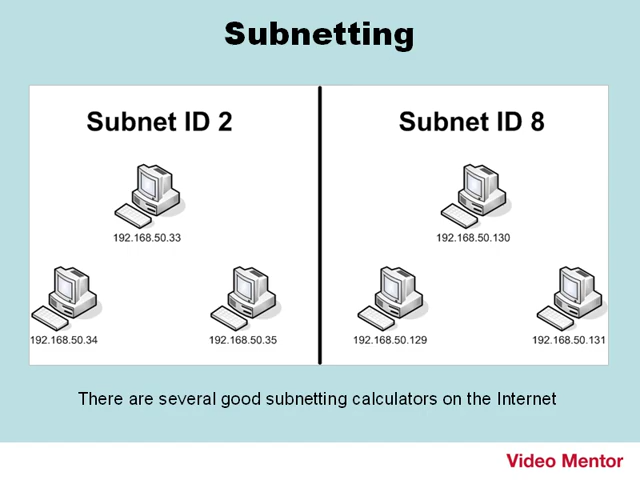 Subnetting
Subnet ID 2
Subnet ID 8
192.168.50.33
192.168.50.130
192.168.50.34
192.168.50.35
192.168.50.129
192.168.50.131
There are several good subnetting calculators on the Internet
Video Mentor